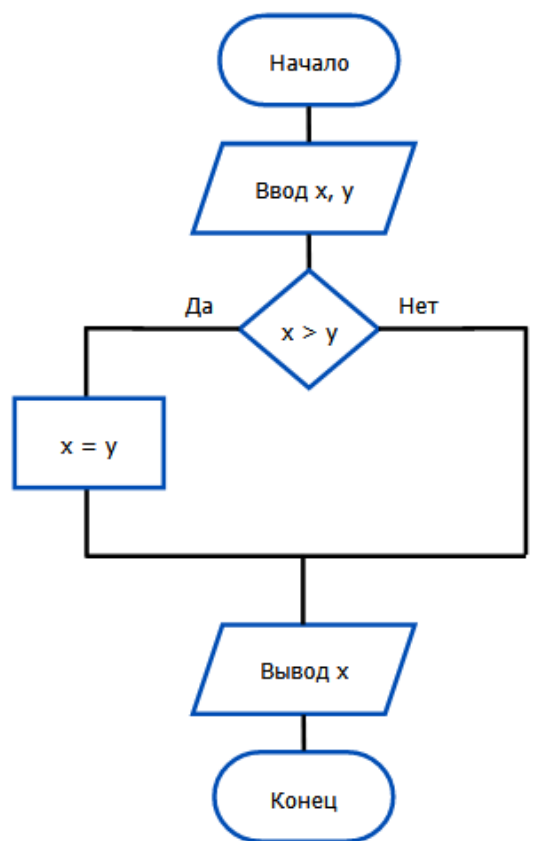 Начало
Ввод x, y
Да
Нет
x > y
x = y
Вывод x
Конец